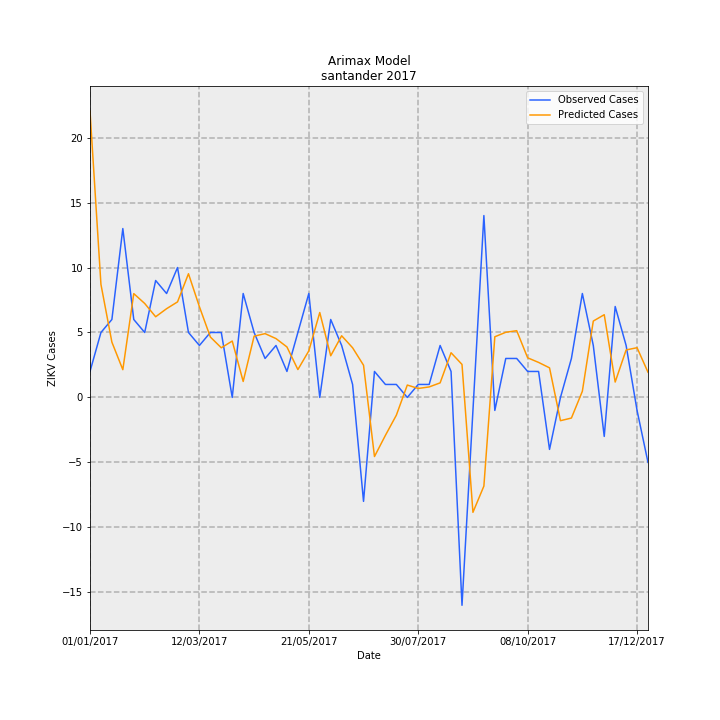 Arimax Model
santander 2017
Observed Cases
Predicted Cases
ZIKV Cases
20
15
10
5
0
−5
−10
−15
01/01/2017
12/03/2017
21/05/2017
30/07/2017
08/10/2017
17/12/2017
Date